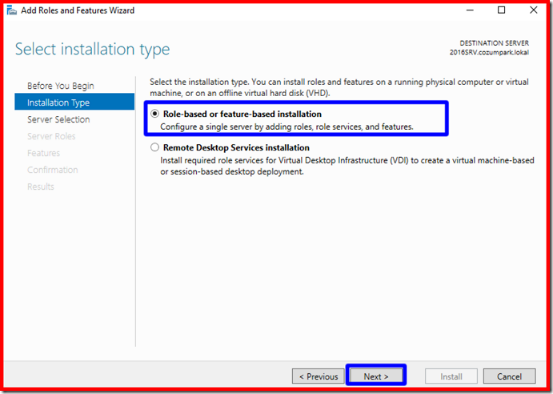 Add Roles and Features Wizard
Select installation type
DESTINATION SERVER
2016SRV.cozumpark.lokal
Before You Begin
Installation Type
Server Selection
Server Roles
Features
Confirmation
Results
Select the installation type. You can install roles and features on a running physical computer or virtual
machine, or on an offline virtual hard disk (VHD).
Role-based or feature-based installation
Configure a single server by adding roles, role services, and features.
Remote Desktop Services installation
Install required role services for Virtual Desktop Infrastructure (VDI) to create a virtual machine-based
or session-based desktop deployment.
< Previous
Next >
Install
Cancel